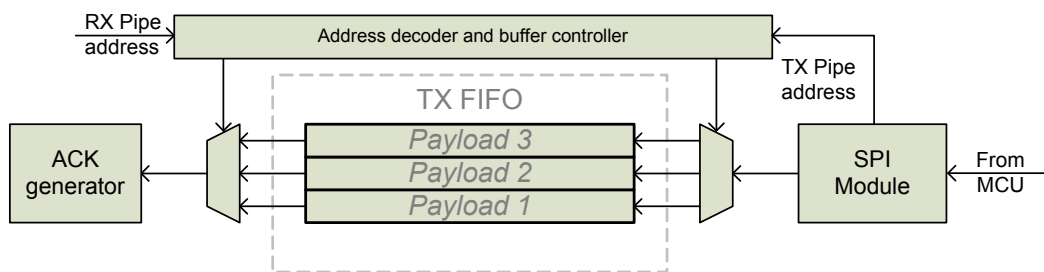 RX Pipe
address
Address decoder and buffer controller
TX Pipe
address
TX FIFO
ACK
generator
Payload 3
Payload 2
Payload 1
SPI
Module
From
MCU